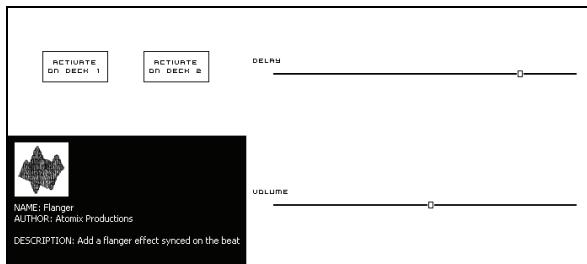 ACTIVATE
ON DECK 1
ACTIVATE
ON DECK 2
DELAY
VOLUME
NAME: Flanger
AUTHOR: Atomix Productions
DESCRIPTION: Add a flanger effect synced on the beat